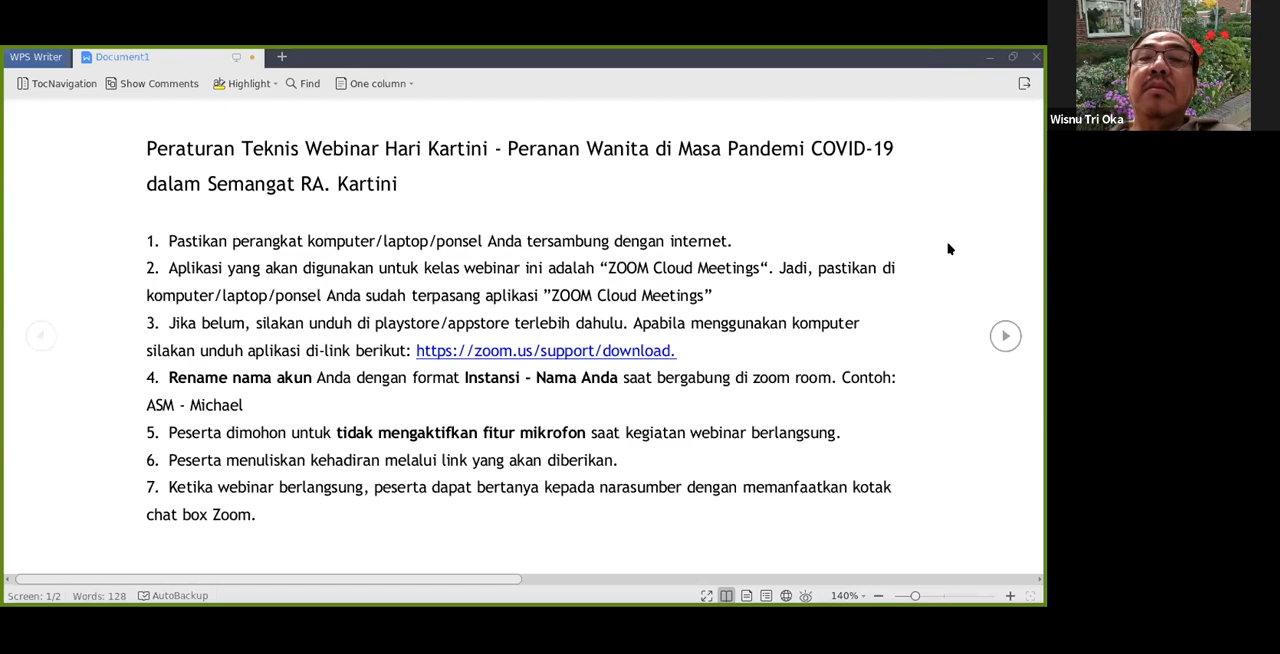 WPS Writer Document1
TocNavigation Show Comments Highlight Find One column
Wisnu Tri Oka
Peraturan Teknis Webinar Hari Kartini - Peranan Wanita di Masa Pandemi COVID-19
dalam Semangat RA. Kartini
1. Pastikan perangkat komputer/laptop/ponsel Anda tersambung dengan internet.
2. Aplikasi yang akan digunakan untuk kelas webinar ini adalah “ZOOM Cloud Meetings“. Jadi, pastikan di
komputer/laptop/ponsel Anda sudah terpasang aplikasi ”ZOOM Cloud Meetings”
3. Jika belum, silakan unduh di playstore/appstore terlebih dahulu. Apabila menggunakan komputer
silakan unduh aplikasi di-link berikut: https://zoom.us/support/download.
4. Rename nama akun Anda dengan format Instansi - Nama Anda saat bergabung di zoom room. Contoh:
ASM - Michael
5. Peserta dimohon untuk tidak mengaktifkan fitur mikrofon saat kegiatan webinar berlangsung.
6. Peserta menuliskan kehadiran melalui link yang akan diberikan.
7. Ketika webinar berlangsung, peserta dapat bertanya kepada narasumber dengan memanfaatkan kotak
chat box Zoom.
Screen: 1/2 Words: 128 AutoBackup 140%